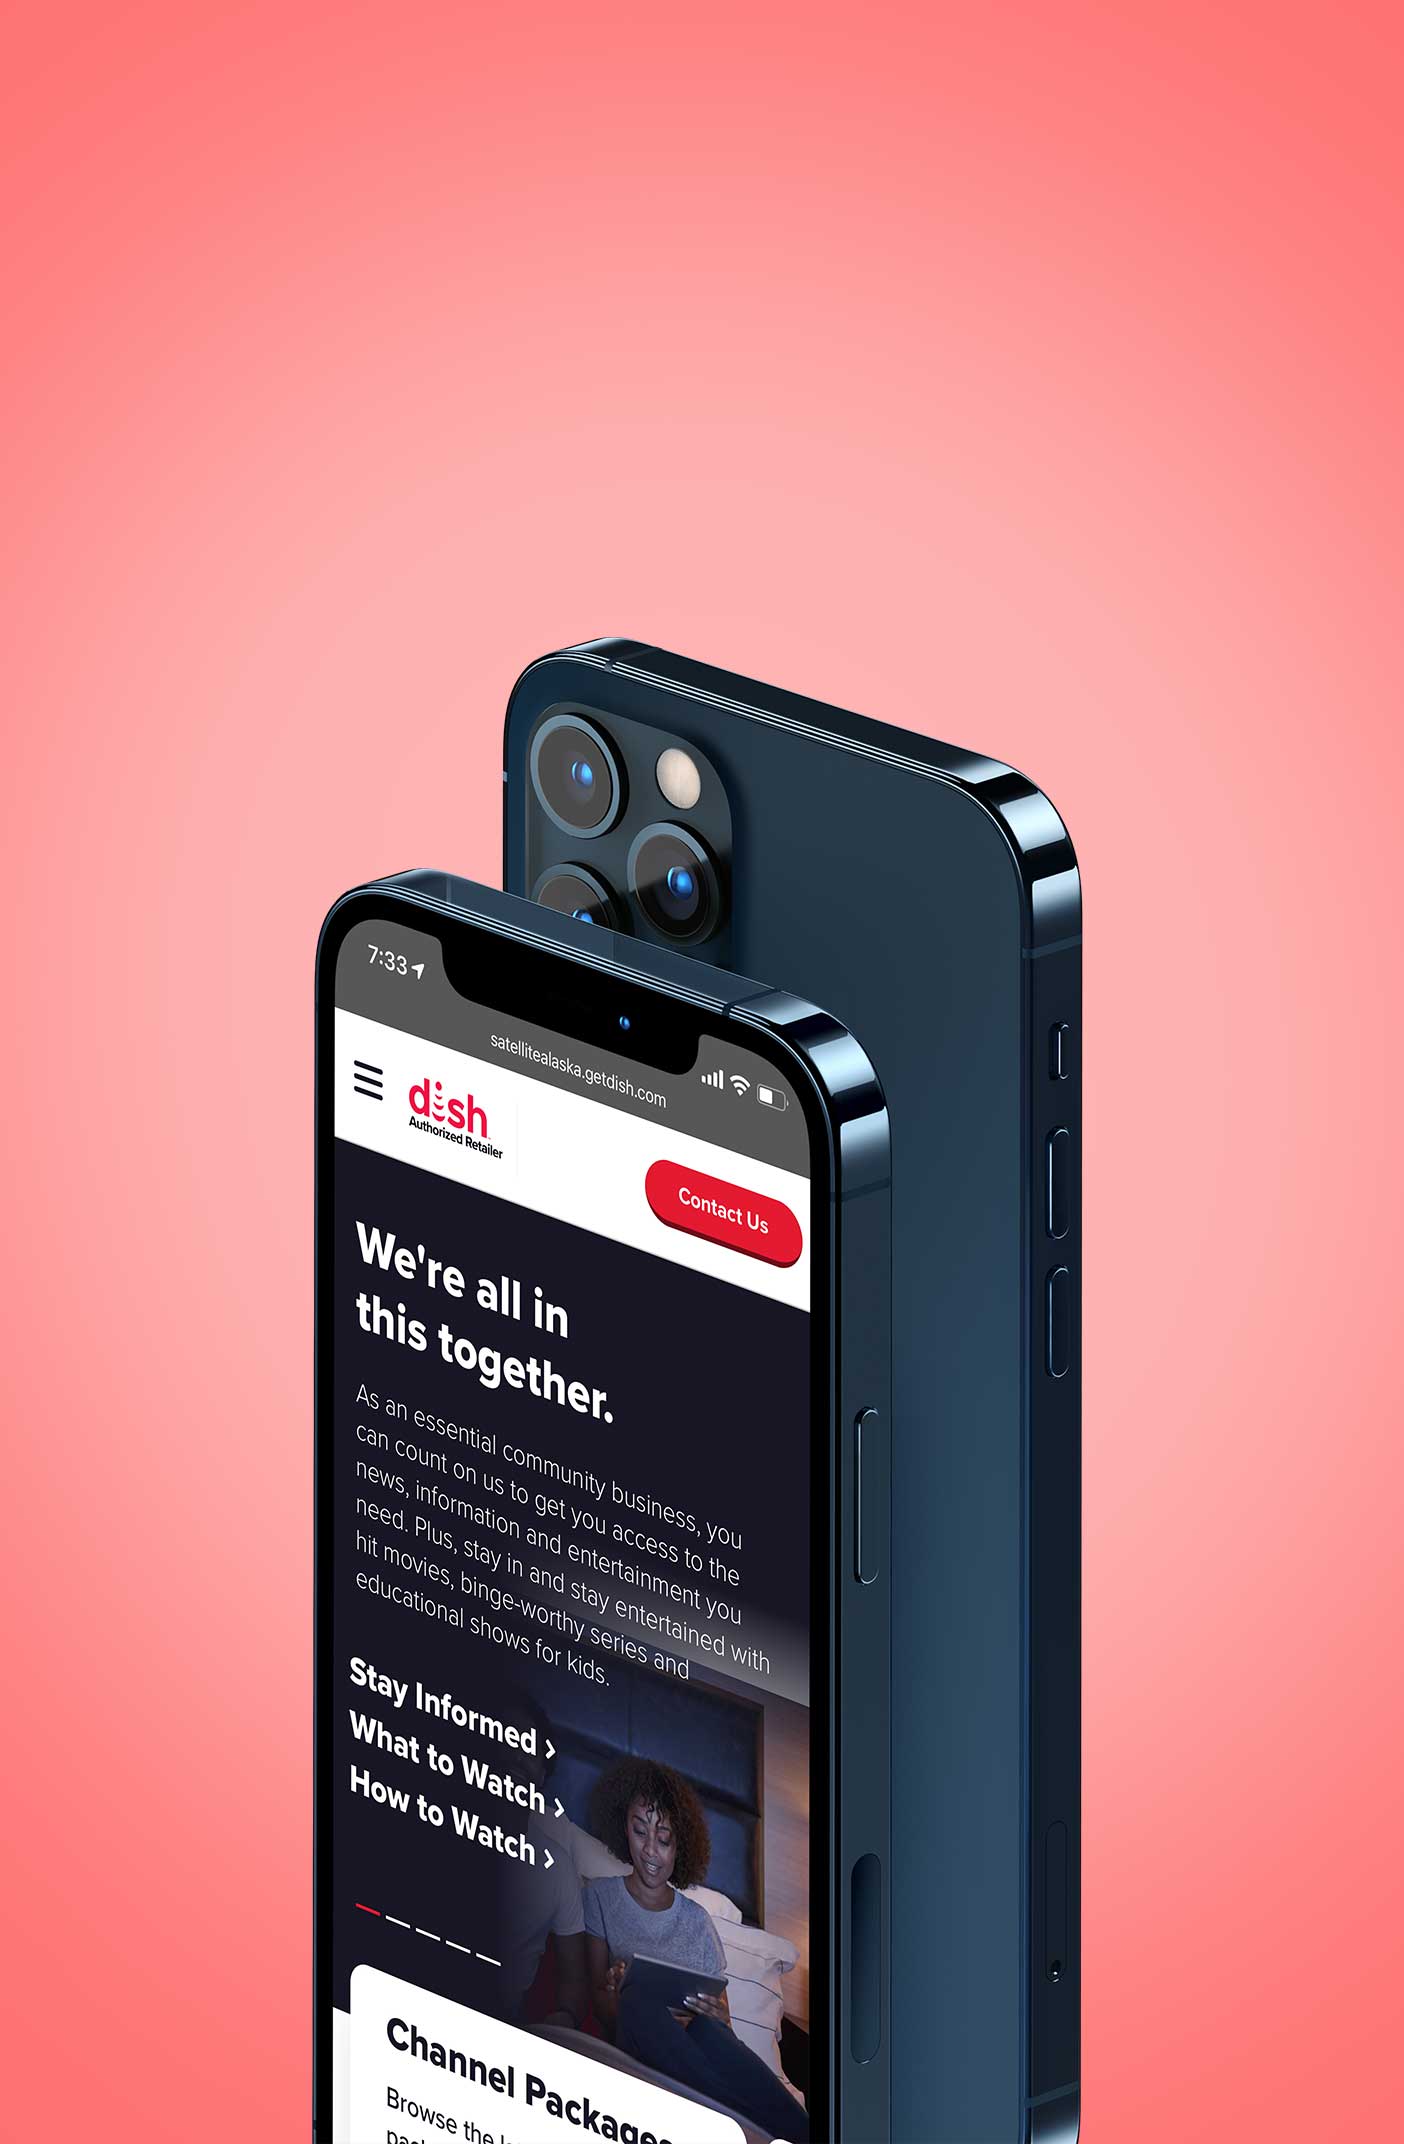 7:33
satellitealaska.getdish.com
dish
Authorized Retailer
Contact Us
We're all in
this together.
As an essential community business, you
can count on us to get you access to the
news, information and entertainment you
need. Plus, stay in and stay entertained with
hit movies, binge-worthy series and
educational shows for kids.
Stay Informed >
What to Watch >
How to Watch >
Channel Packages
Browse the